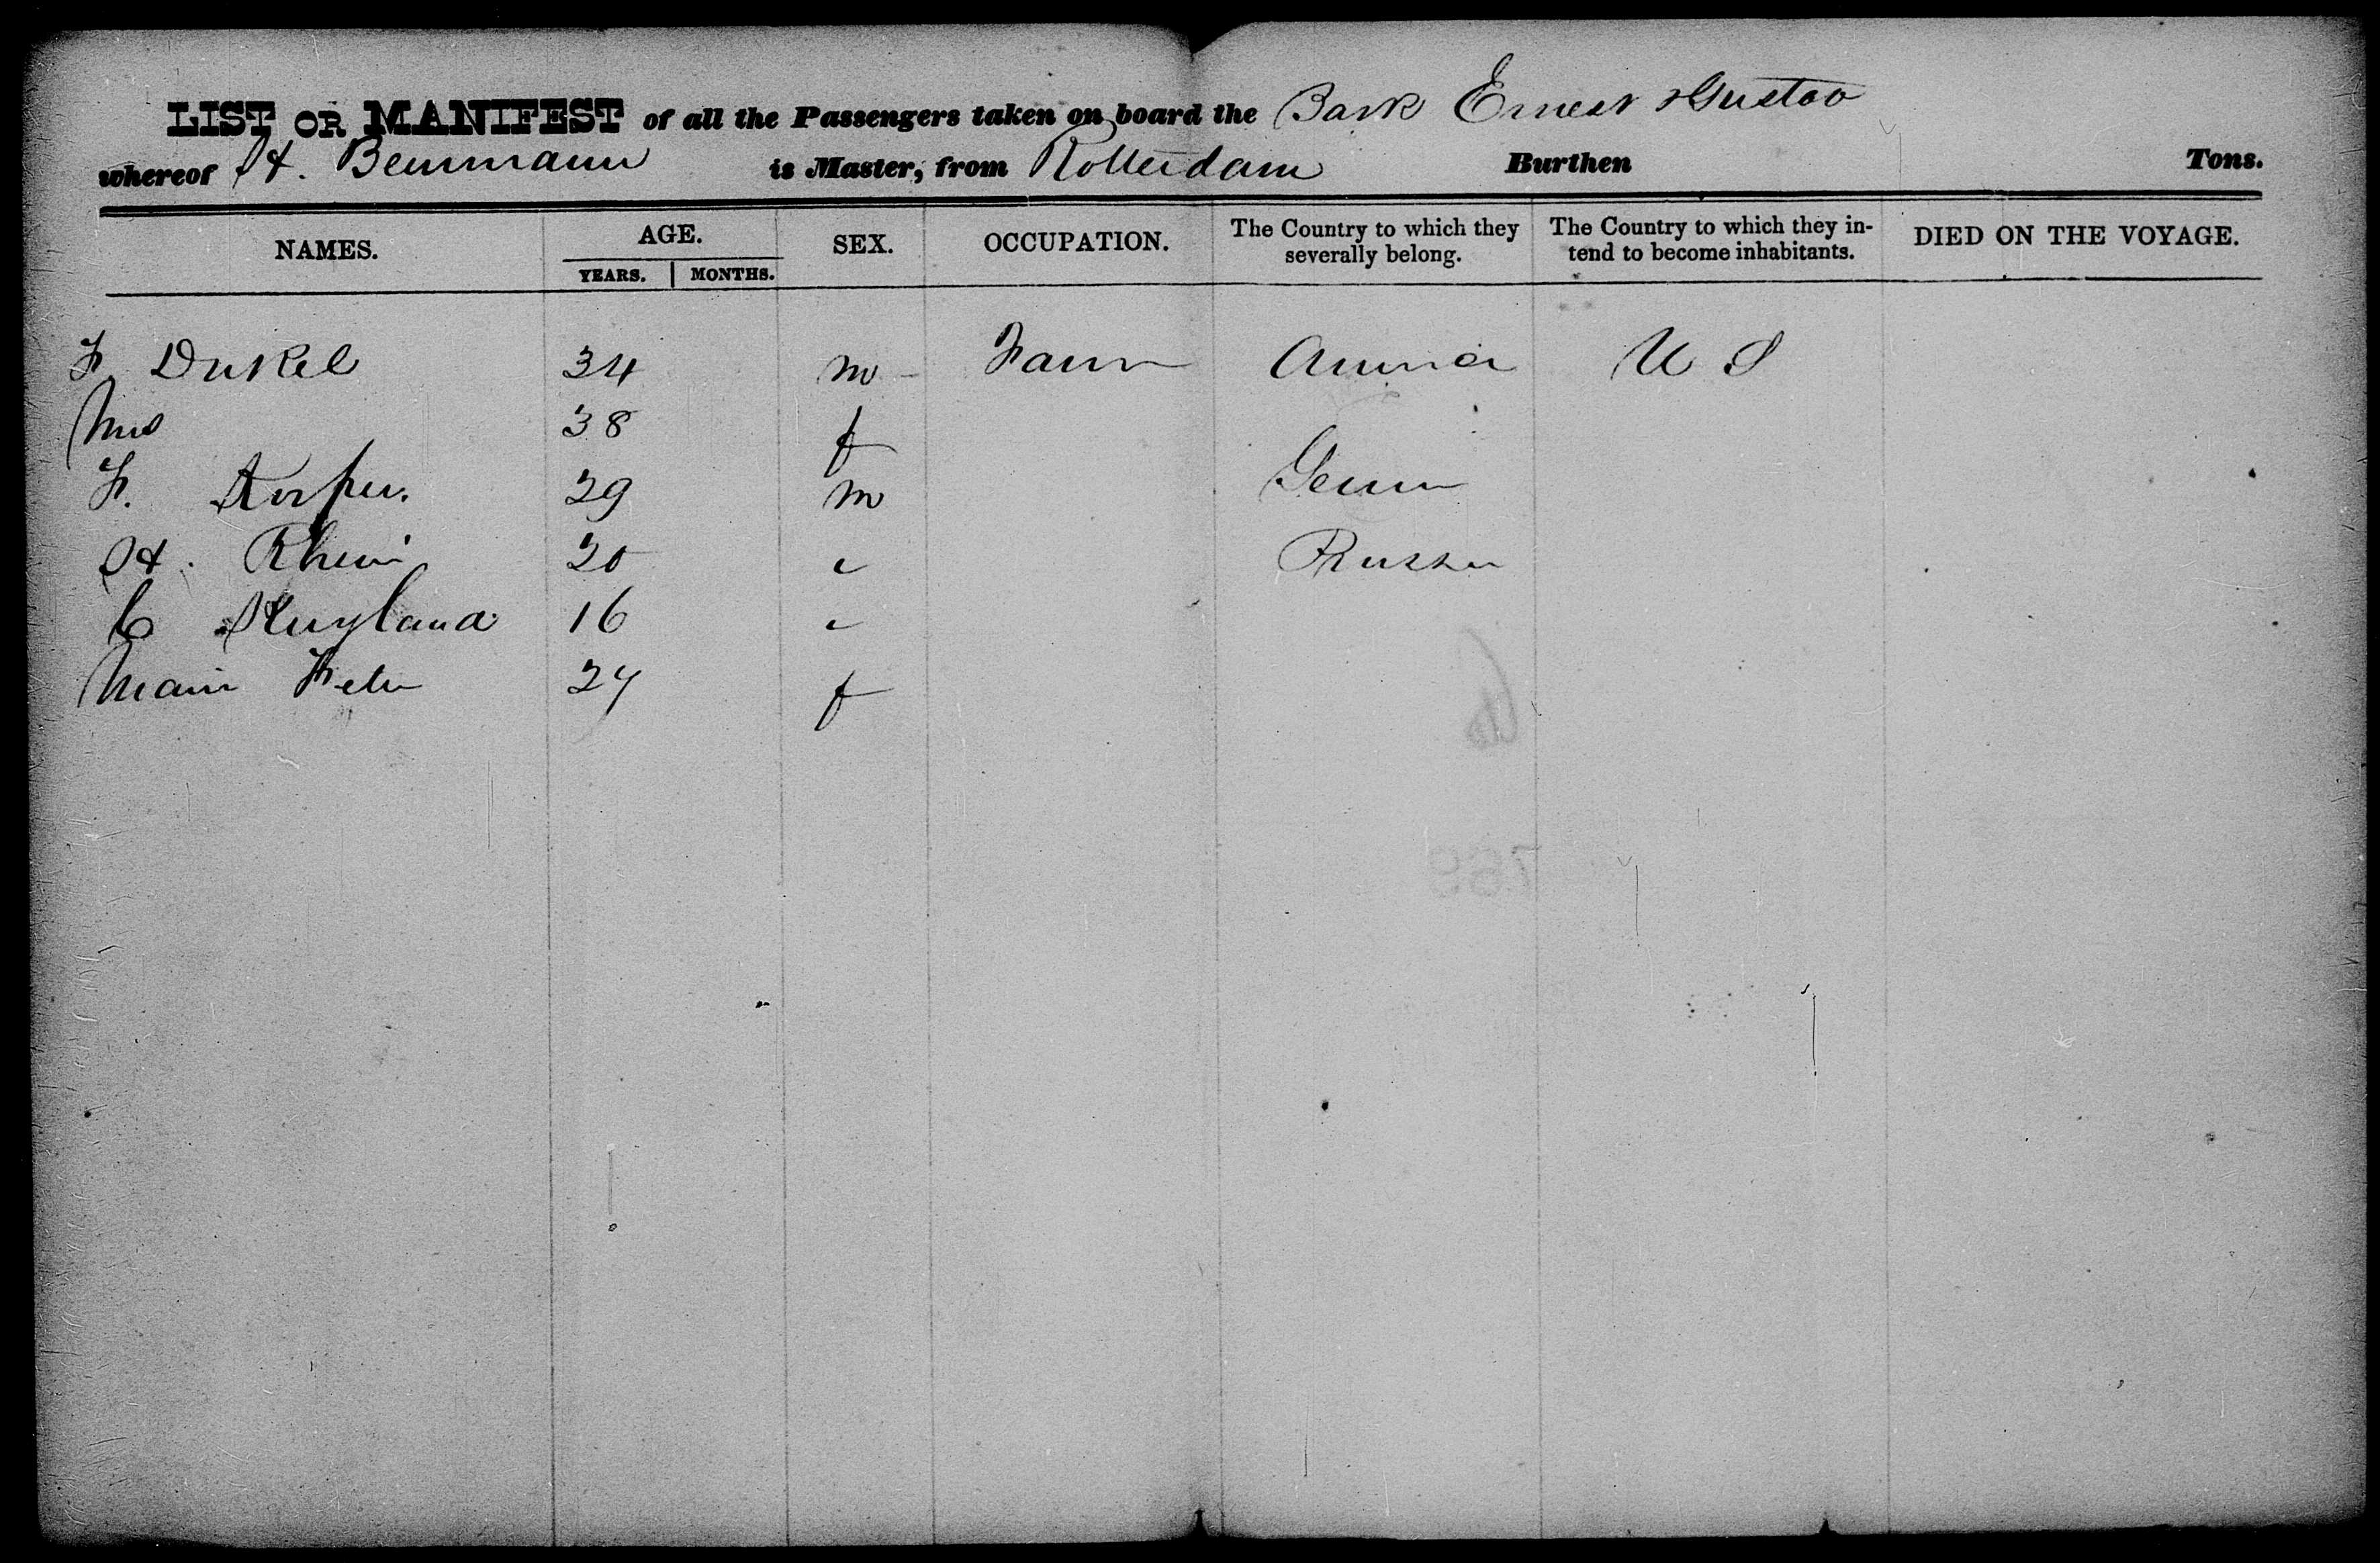 LIST OR MANIFEST of all the Passengers taken on board the Bark Ernest & Gustav
whereof H. Beurmann is Master, from Rotterdam Burthen Tons.
NAMES. AGE. SEX. OCCUPATION. The Country to which they severally belong. The Country to which they intend to become inhabitants. DIED ON THE VOYAGE.
YEARS. MONTHS.
F. Dukel 34 m Farm America U S
Mrs 38 f
F. 29 m Germ
H. Rhein 20 " Russia
C 16 "
Marie 24 f